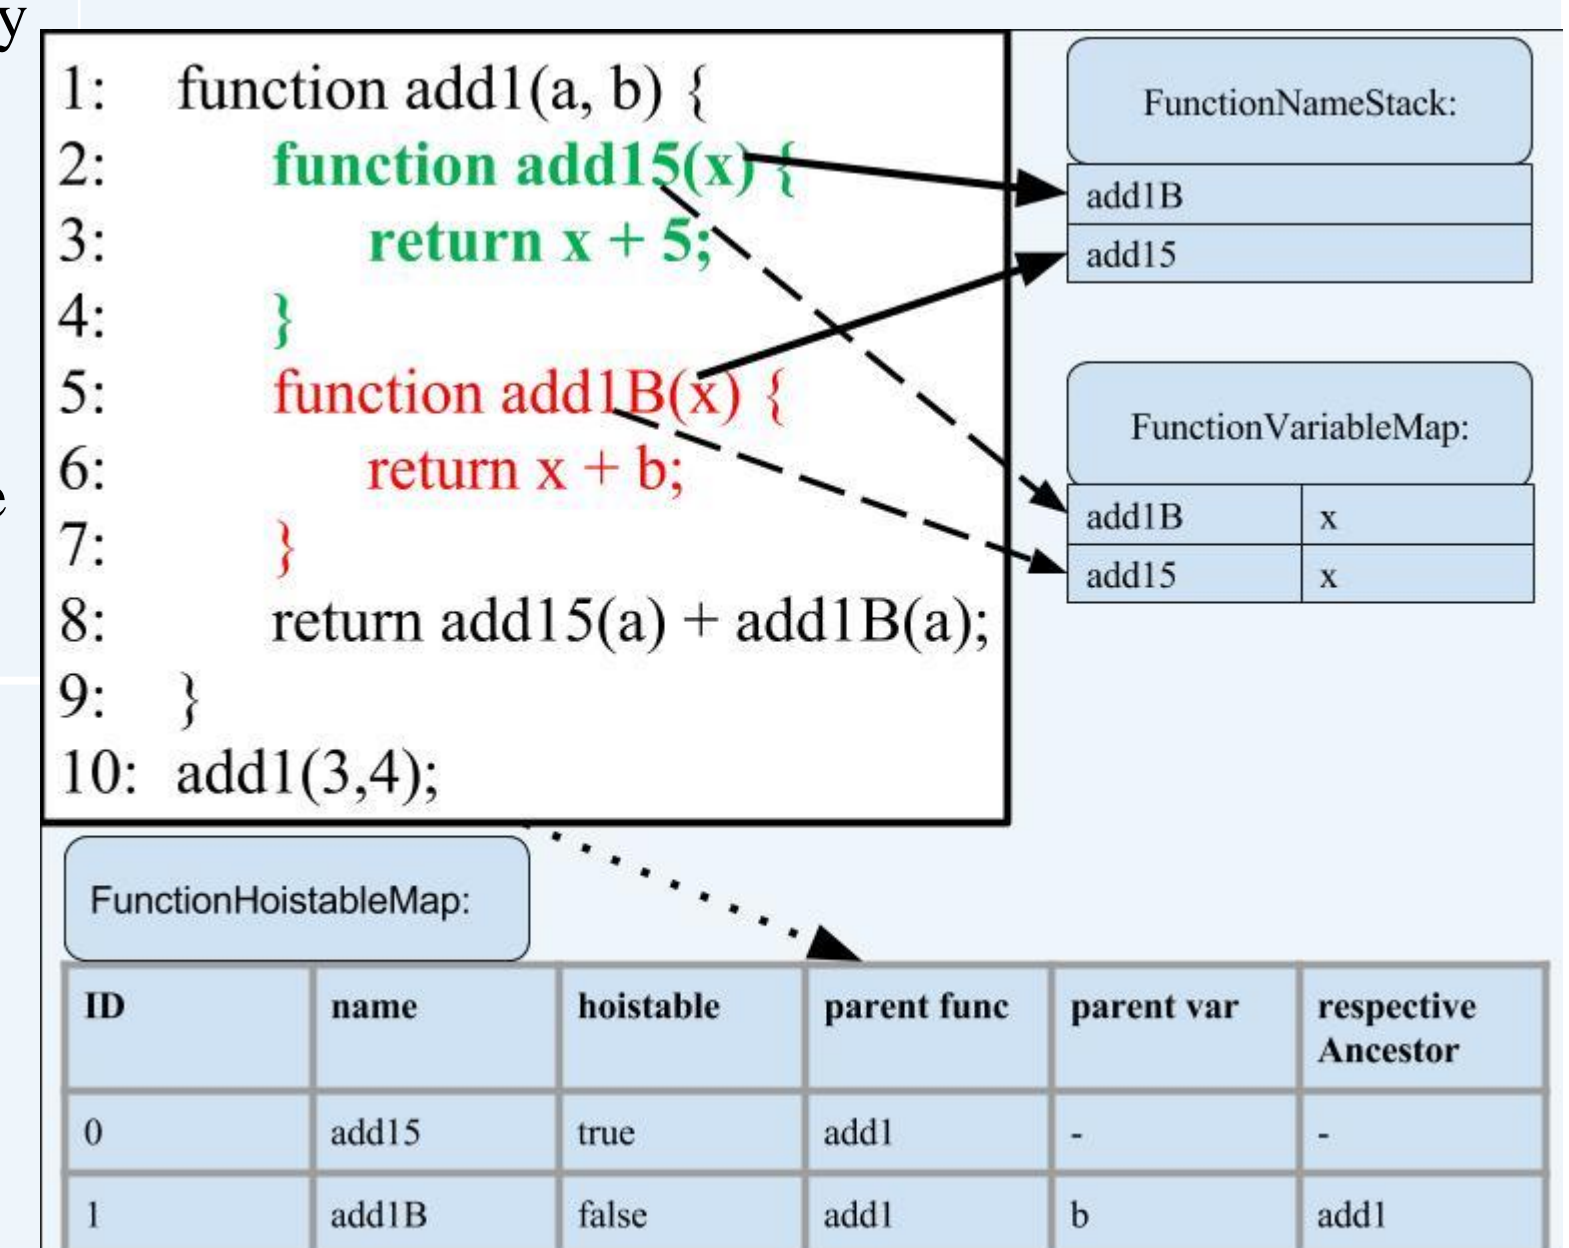 y
e
1: function add1(a, b) {
2: function add15(x) {
3: return x + 5;
4: }
5: function add1B(x) {
6: return x + b;
7: }
8: return add15(a) + add1B(a);
9: }
10: add1(3,4);
FunctionNameStack:
add1B
add15
FunctionVariableMap:
add1B x
add15 x
FunctionHoistableMap:
ID name hoistable parent func parent var respective
Ancestor
0 add15 true add1 - -
1 add1B false add1 b add1